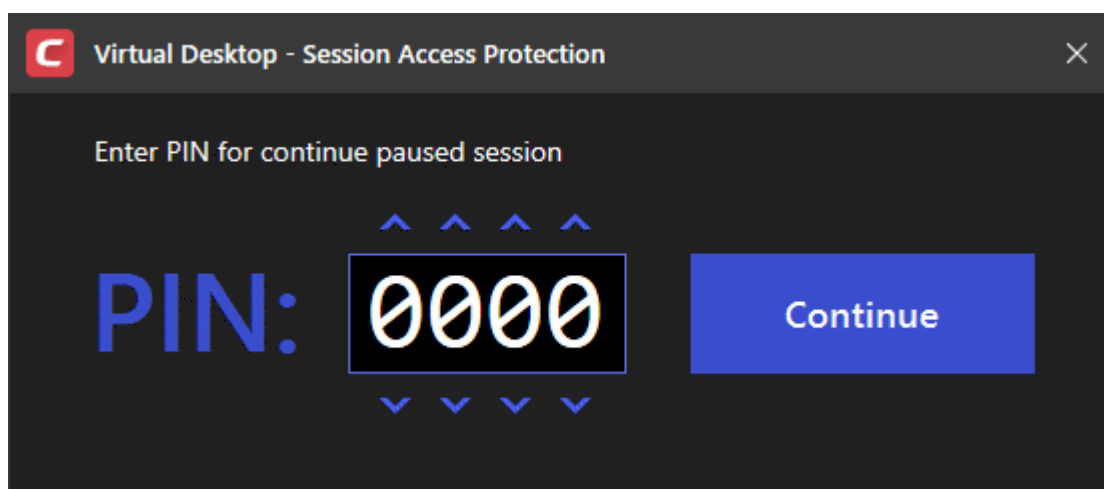 C Virtual Desktop - Session Access Protection
Enter PIN for continue paused session
PIN: 0000 Continue